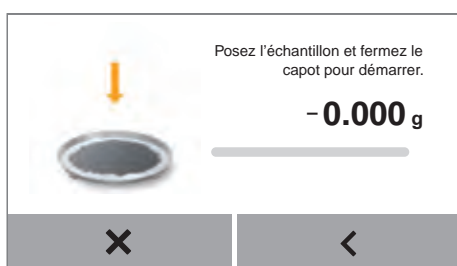 Posez l’échantillon et fermez le
capot pour démarrer.
-0.000 g